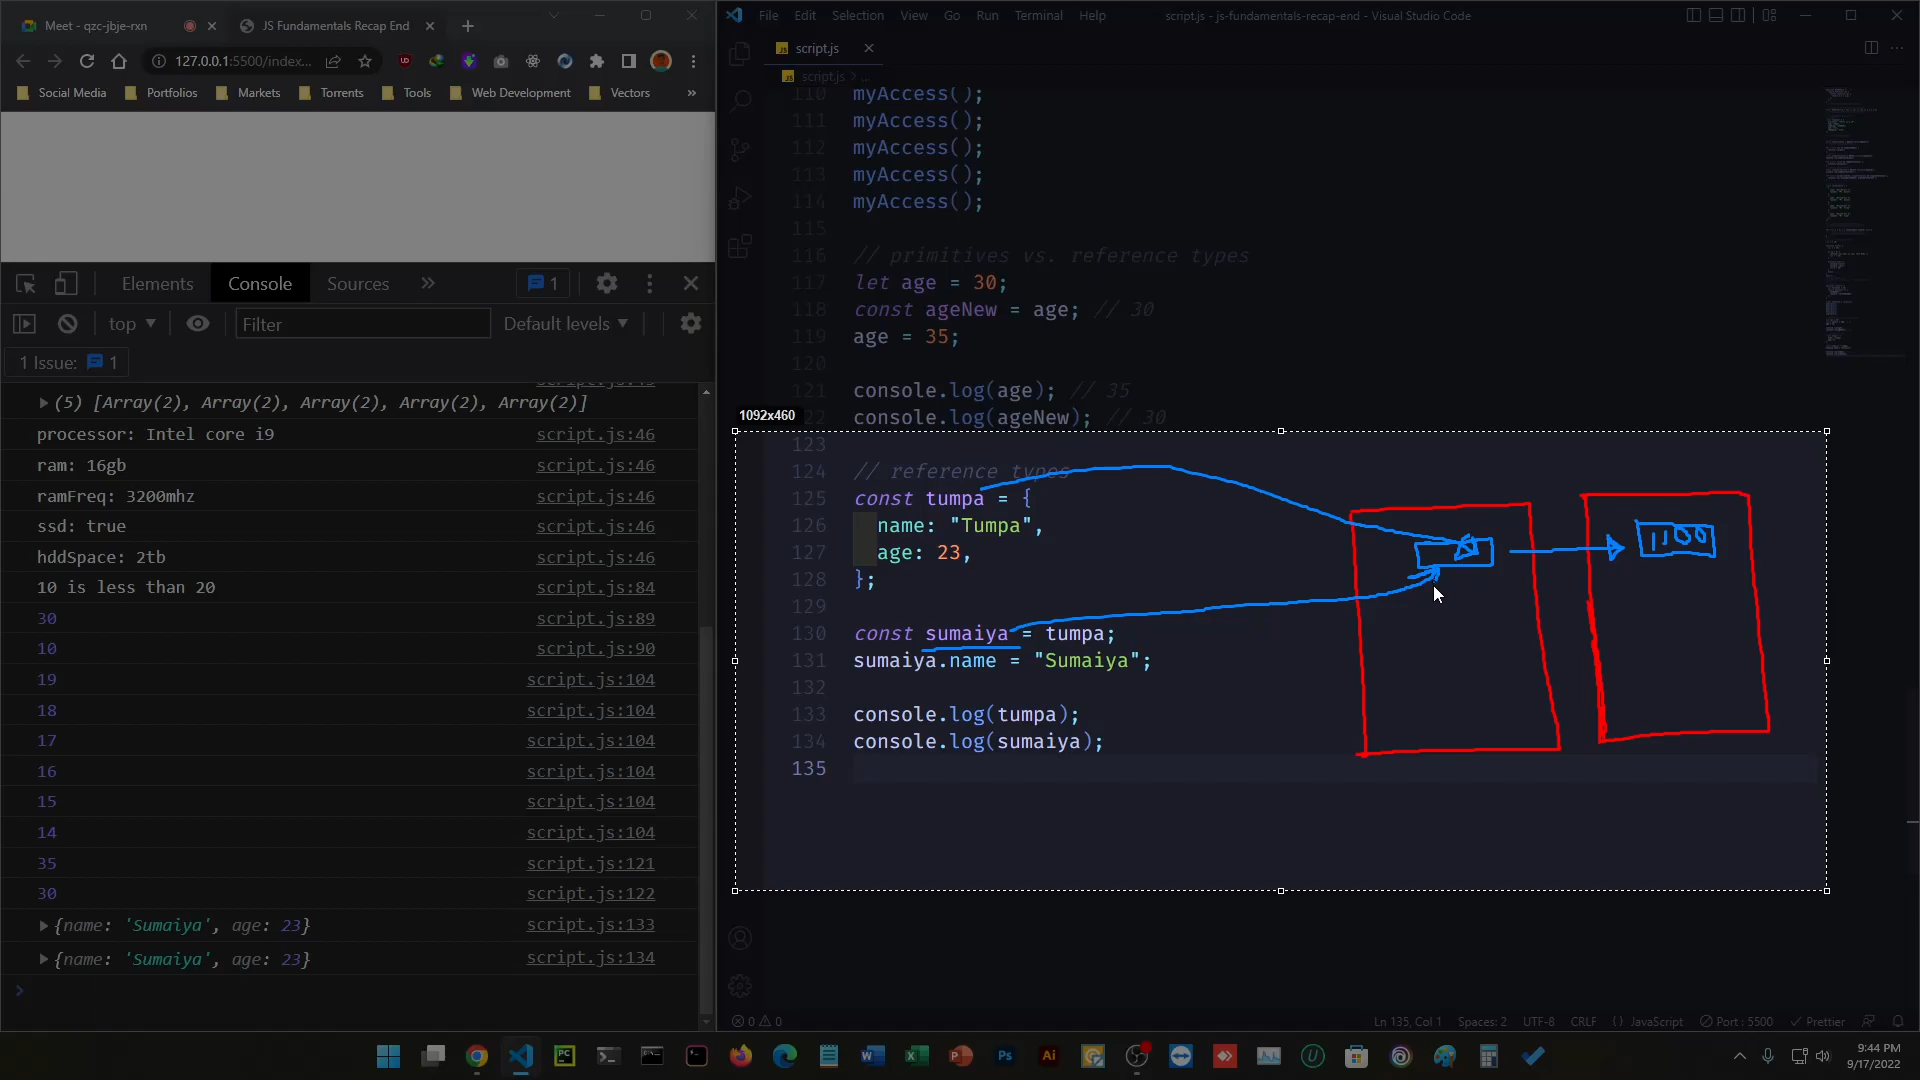 Meet - qzc-jbje-rxn
JS Fundamentals Recap End
127.0.0.1:5500/index...
Social Media
Portfolios
Markets
Torrents
Tools
Web Development
Vectors
»
Elements
Console
Sources
»
1
top
Filter
Default levels
1 Issue: 1
(5) [Array(2), Array(2), Array(2), Array(2), Array(2)]
processor: Intel core i9 script.js:46
ram: 16gb script.js:46
ramFreq: 3200mhz script.js:46
ssd: true script.js:46
hddSpace: 2tb script.js:46
10 is less than 20 script.js:84
30 script.js:89
10 script.js:90
19 script.js:104
18 script.js:104
17 script.js:104
16 script.js:104
15 script.js:104
14 script.js:104
35 script.js:121
30 script.js:122
{name: 'Sumaiya', age: 23} script.js:133
{name: 'Sumaiya', age: 23} script.js:134
File Edit Selection View Go Run Terminal Help
script.js - js-fundamentals-recap-end - Visual Studio Code
JS script.js
JS script.js > ...
110 myAccess();
111 myAccess();
112 myAccess();
113 myAccess();
114 myAccess();
115
116 // primitives vs. reference types
117 let age = 30;
118 const ageNew = age; // 30
119 age = 35;
120
121 console.log(age); // 35
1092x460
console.log(ageNew); // 30
123
124 // reference types
125 const tumpa = {
126 name: "Tumpa",
127 age: 23,
128 };
129
130 const sumaiya = tumpa;
131 sumaiya.name = "Sumaiya";
132
133 console.log(tumpa);
134 console.log(sumaiya);
135
0 0
Ln 135, Col 1
Spaces: 2
UTF-8
CRLF
{ } JavaScript
Port : 5500
Prettier
9:44 PM
9/17/2022